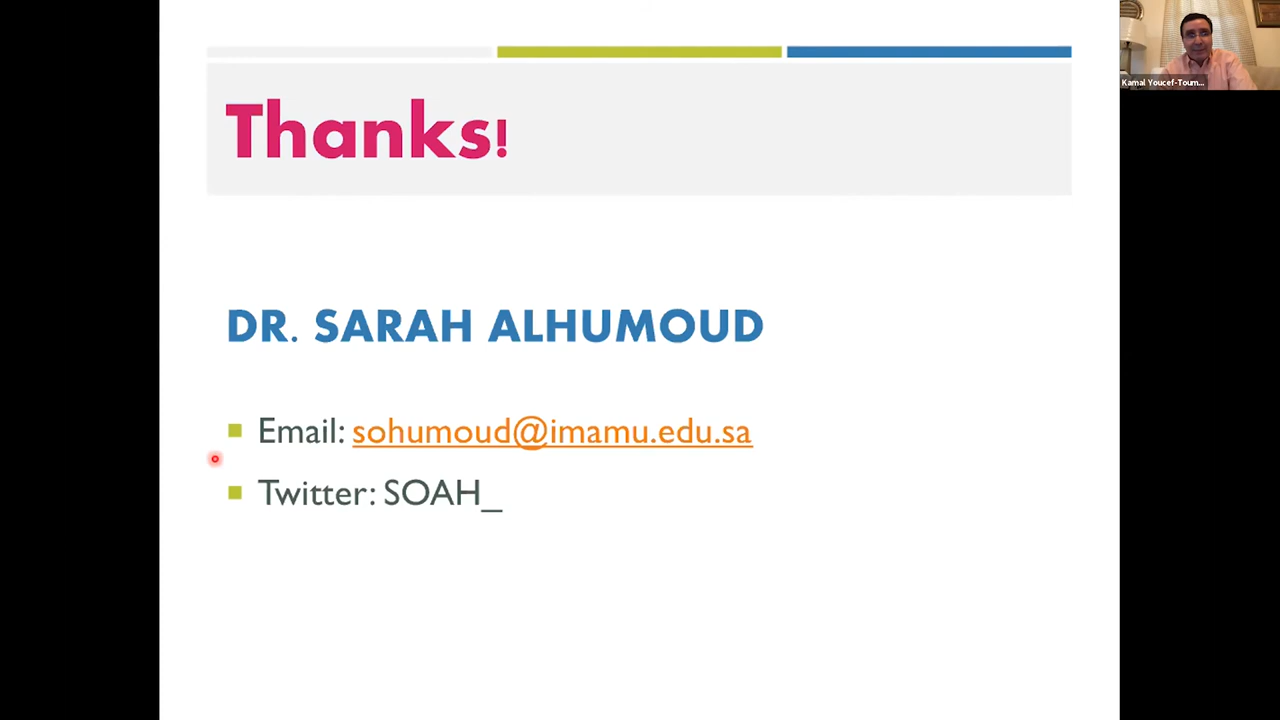 Thanks!
DR. SARAH ALHUMOUD
Email: sohumoud@imamu.edu.sa
Twitter: SOAH_
Kamal Youcef-Toum...